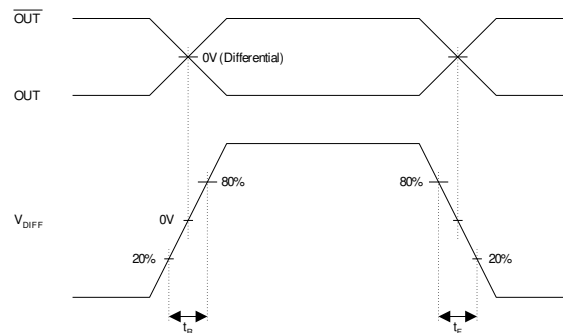 OUT
0V (Differential)
OUT
80%
80%
V_DIFF
0V
20%
20%
t_R
t_F